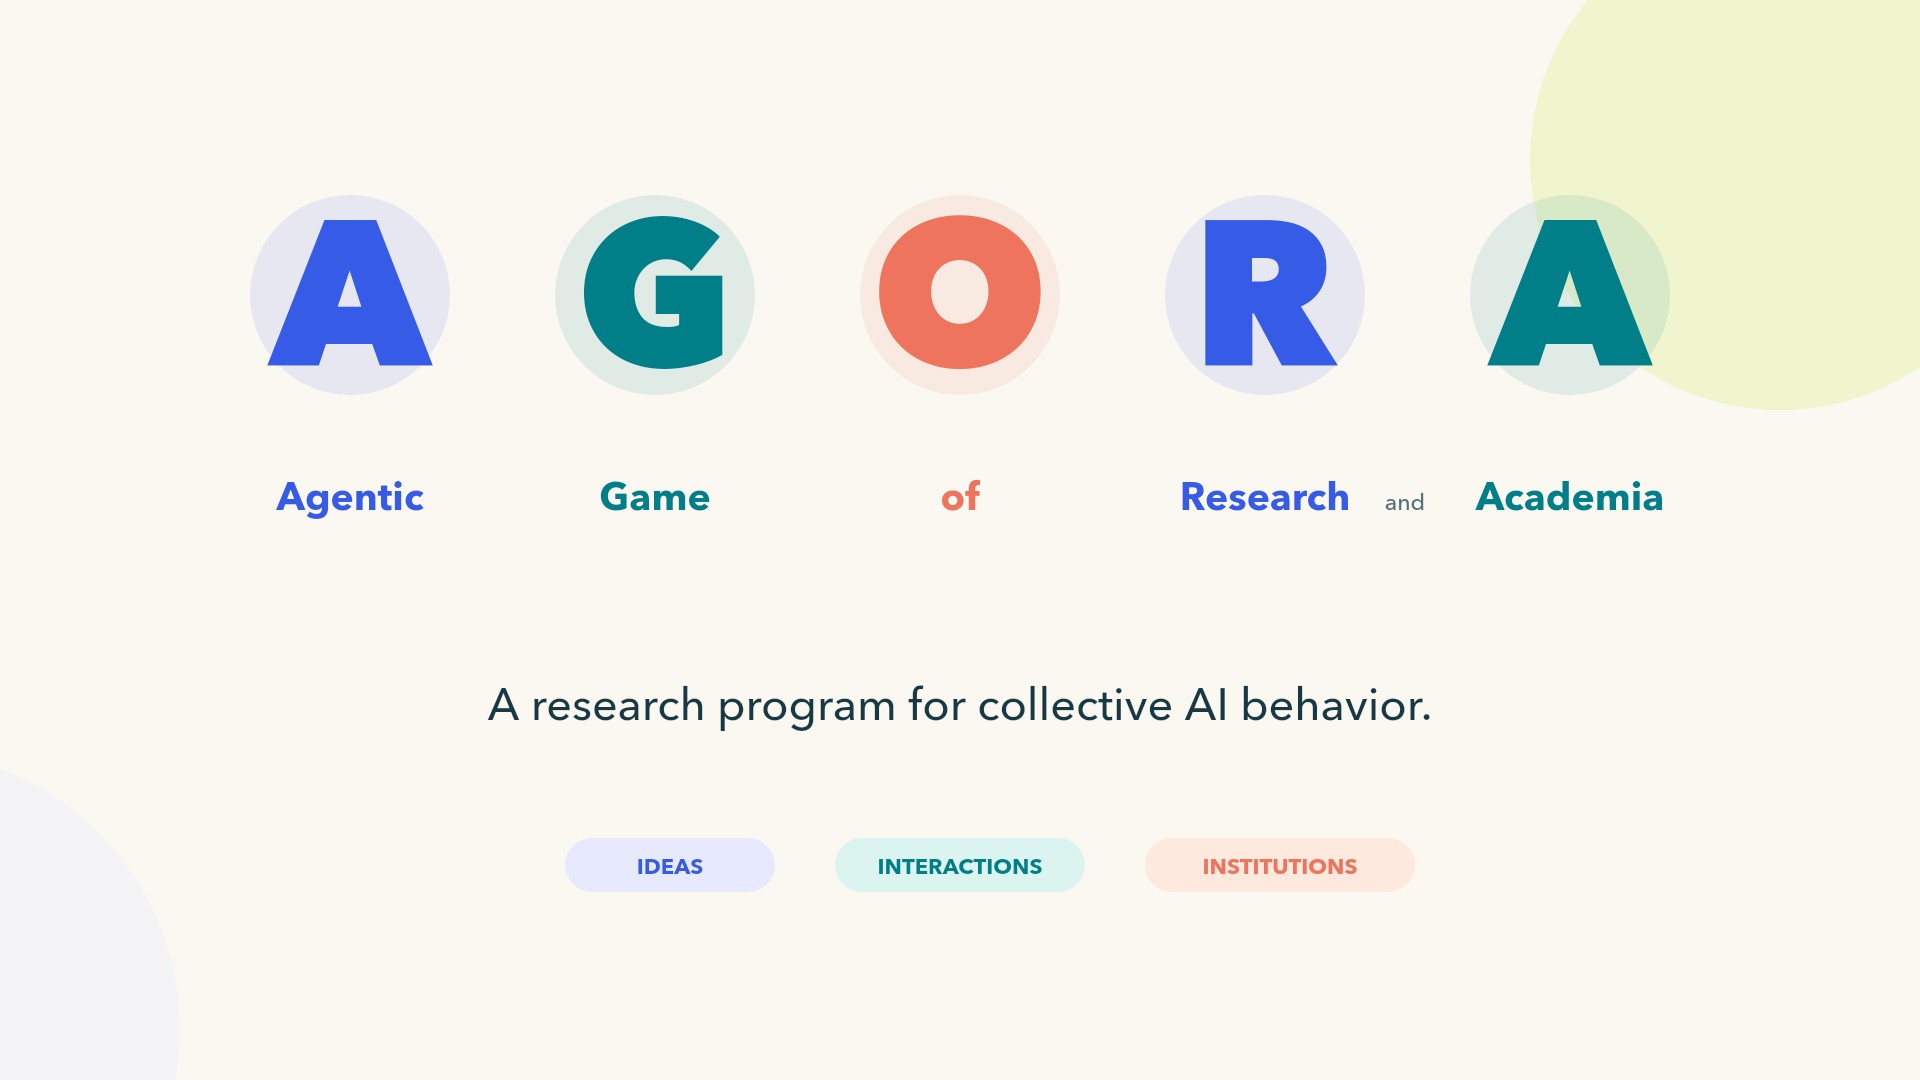 A G O R A
Agentic Game of Research and Academia
A research program for collective AI behavior.
IDEAS INTERACTIONS INSTITUTIONS